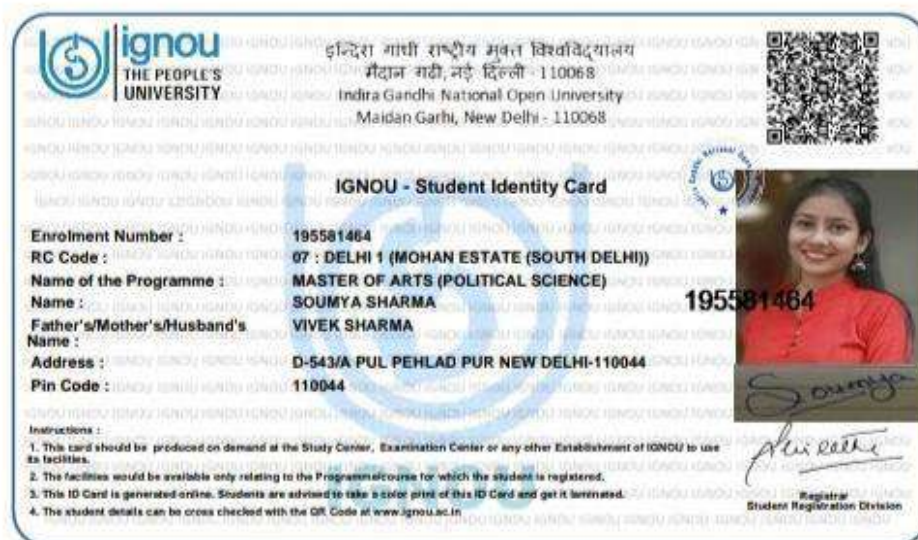 ignou
THE PEOPLE'S
UNIVERSITY
इन्दिरा गांधी राष्ट्रीय मुक्त विश्वविद्यालय
मैदान गढ़ी, नई दिल्ली - 110068
Indira Gandhi National Open University
Maidan Garhi, New Delhi - 110068
IGNOU - Student Identity Card
Enrolment Number : 195581464
RC Code : 07 : DELHI 1 (MOHAN ESTATE (SOUTH DELHI))
Name of the Programme : MASTER OF ARTS (POLITICAL SCIENCE)
Name : SOUMYA SHARMA
Father's/Mother's/Husband's
Name : VIVEK SHARMA
Address : D-543/A PUL PEHLAD PUR NEW DELHI-110044
Pin Code : 110044
195581464
Soumya
Instructions :
1. This card should be produced on demand at the Study Center, Examination Center or any other Establishment of IGNOU to use
its facilities.
2. The facilities would be available only relating to the Programme/course for which the student is registered.
3. This ID Card is generated online. Students are advised to take a color print of this ID Card and get it laminated.
4. The student details can be cross checked with the QR Code at www.ignou.ac.in
Registrar
Student Registration Division
IGNOU